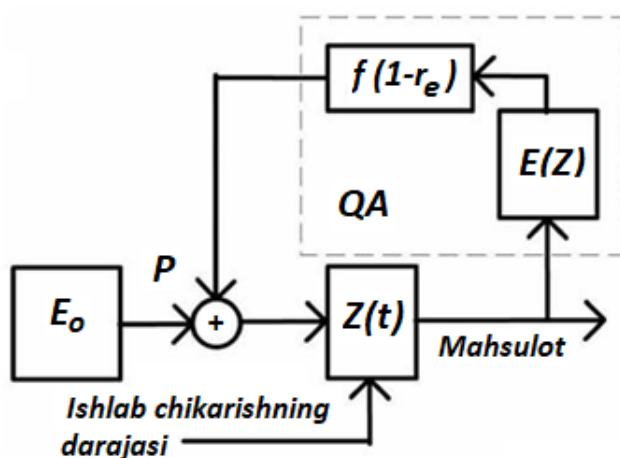 f (1-rₑ)
E(Z)
QA
P
Eₒ
+
Z(t)
Mahsulot
Ishlab chikarishning
darajasi